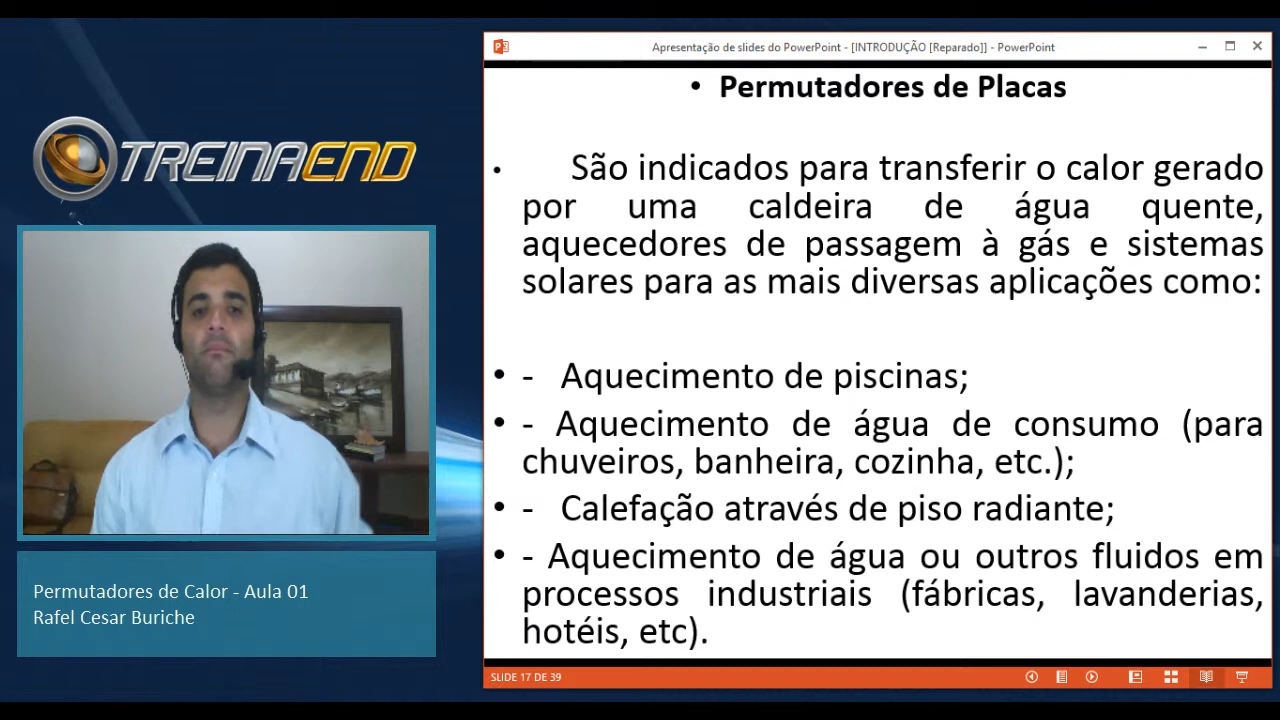 TREINAEND
Permutadores de Calor - Aula 01
Rafel Cesar Buriche
Apresentação de slides do PowerPoint - [INTRODUÇÃO [Reparado]] - PowerPoint
• Permutadores de Placas
• São indicados para transferir o calor gerado
por uma caldeira de água quente,
aquecedores de passagem à gás e sistemas
solares para as mais diversas aplicações como:
• - Aquecimento de piscinas;
• - Aquecimento de água de consumo (para
chuveiros, banheira, cozinha, etc.);
• - Calefação através de piso radiante;
• - Aquecimento de água ou outros fluidos em
processos industriais (fábricas, lavanderias,
hotéis, etc).
SLIDE 17 DE 39